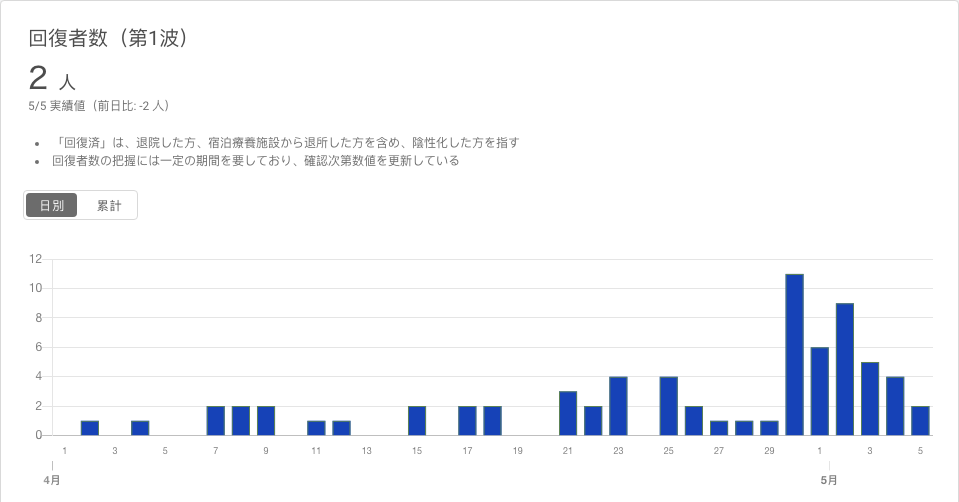 回復者数（第1波）
2 人
5/5 実績値（前日比: -2 人）
• 「回復済」は、退院した方、宿泊療養施設から退所した方を含め、陰性化した方を指す
• 回復者数の把握には一定の期間を要しており、確認次第数値を更新している
日別 累計
12
10
8
6
4
2
0
1 3 5 7 9 11 13 15 17 19 21 23 25 27 29 1 3 5
4月 5月